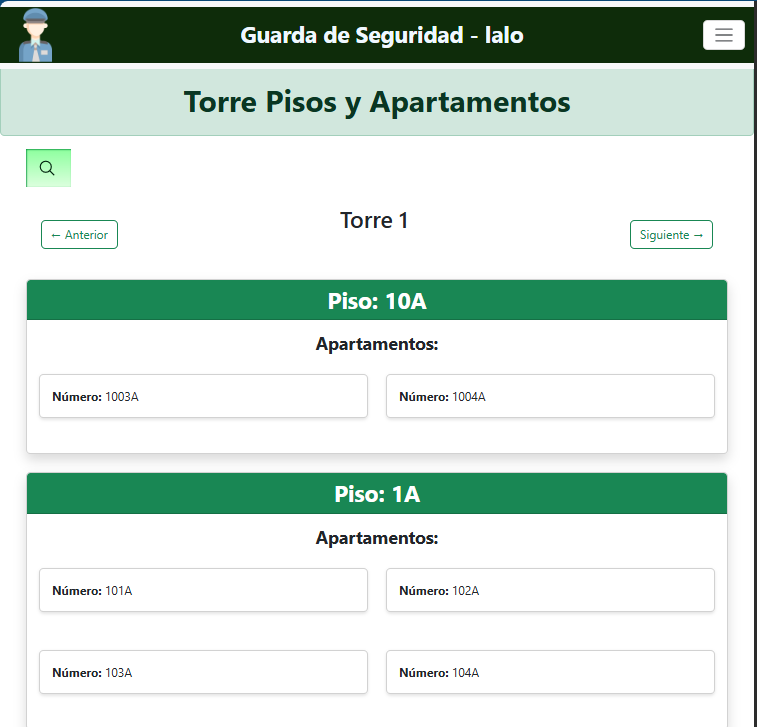 Guarda de Seguridad - lalo
Torre Pisos y Apartamentos
Torre 1
← Anterior
Siguiente →
Piso: 10A
Apartamentos:
Número: 1003A
Número: 1004A
Piso: 1A
Apartamentos:
Número: 101A
Número: 102A
Número: 103A
Número: 104A